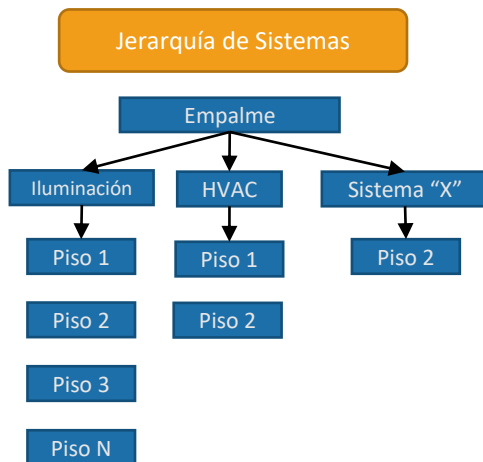 Jerarquía de Sistemas
Empalme
Iluminación
HVAC
Sistema “X”
Piso 1
Piso 1
Piso 2
Piso 2
Piso 2
Piso 3
Piso N